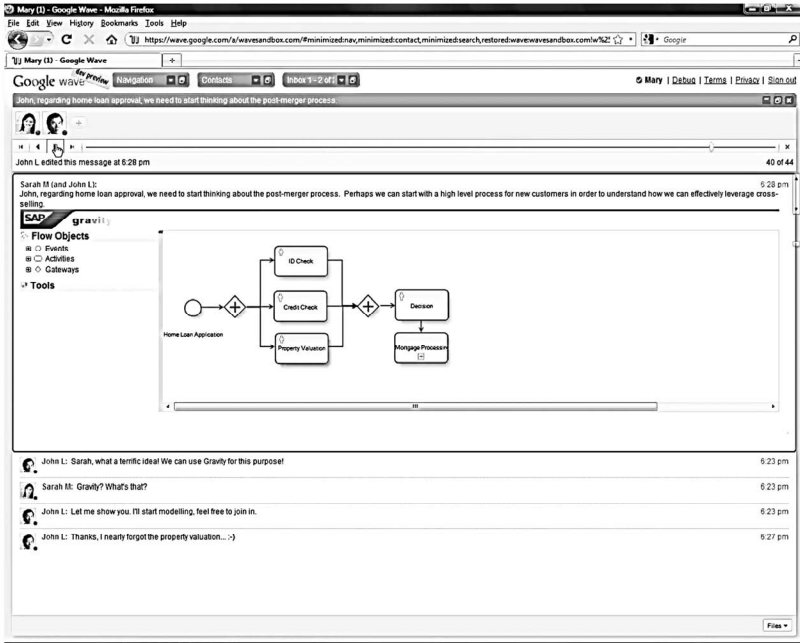 Mary (1) - Google Wave - Mozilla Firefox
File Edit View History Bookmarks Tools Help
https://wave.google.com/a/wavesandbox.com/#minimized:nav,minimized:contact,minimized:search,restored:wave:wavesandbox.com!w%2
Google
Mary (1) - Google Wave
+
Google wave dev preview Navigation Contacts Inbox 1 - 2 of 2 Mary | Debug | Terms | Privacy | Sign out
John, regarding home loan approval, we need to start thinking about the post-merger process.
John L edited this message at 6:28 pm 40 of 44
Sarah M (and John L): 6:28 pm
John, regarding home loan approval, we need to start thinking about the post-merger process. Perhaps we can start with a high level process for new customers in order to understand how we can effectively leverage cross-
selling.
SAP gravity
Flow Objects
Events
Activities
Gateways
Tools
ID Check
Credit Check
Property Valuation
Home Loan Application
Decision
Mortgage Processin
John L: Sarah, what a terrific idea! We can use Gravity for this purpose! 6:23 pm
Sarah M: Gravity? What's that? 6:23 pm
John L: Let me show you. I'll start modelling, feel free to join in. 6:23 pm
John L: Thanks, I nearly forgot the property valuation... :-) 6:27 pm
Files